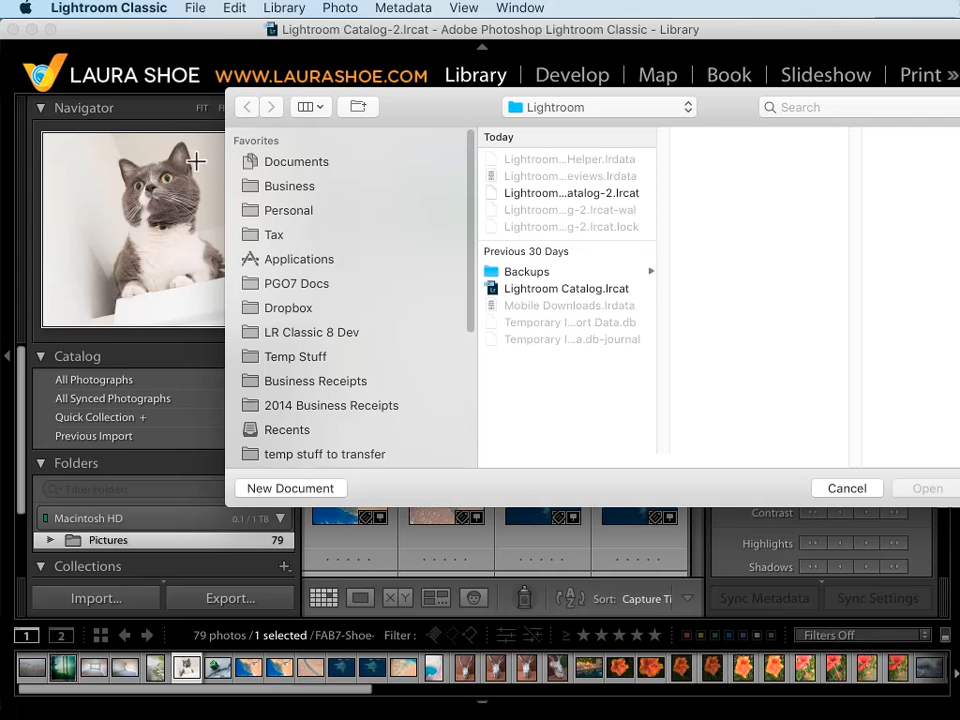 Lightroom Classic File Edit Library Photo Metadata View Window
Lightroom Catalog-2.lrcat - Adobe Photoshop Lightroom Classic - Library
LAURA SHOE WWW.LAURASHOE.COM Library | Develop | Map | Book | Slideshow | Print »
Navigator FIT
Lightroom
Search
Favorites
Documents
Business
Personal
Tax
Applications
PGO7 Docs
Dropbox
LR Classic 8 Dev
Temp Stuff
Business Receipts
2014 Business Receipts
Recents
temp stuff to transfer
Today
Lightroom...Helper.lrdata
Lightroom...eviews.lrdata
Lightroom...atalog-2.lrcat
Lightroom...g-2.lrcat-wal
Lightroom...g-2.lrcat.lock
Previous 30 Days
Backups
Lightroom Catalog.lrcat
Mobile Downloads.lrdata
Temporary I...ort Data.db
Temporary I...a.db-journal
New Document Cancel Open
Catalog
All Photographs
All Synced Photographs
Quick Collection +
Previous Import
Folders
Filter Folders
Macintosh HD 0.1 / 1 TB
Pictures 79
Collections +
Import... Export...
Contrast
Highlights
Shadows
Sort: Capture Ti
Sync Metadata Sync Settings
1 2 79 photos / 1 selected / FAB7-Shoe- Filter : Filters Off